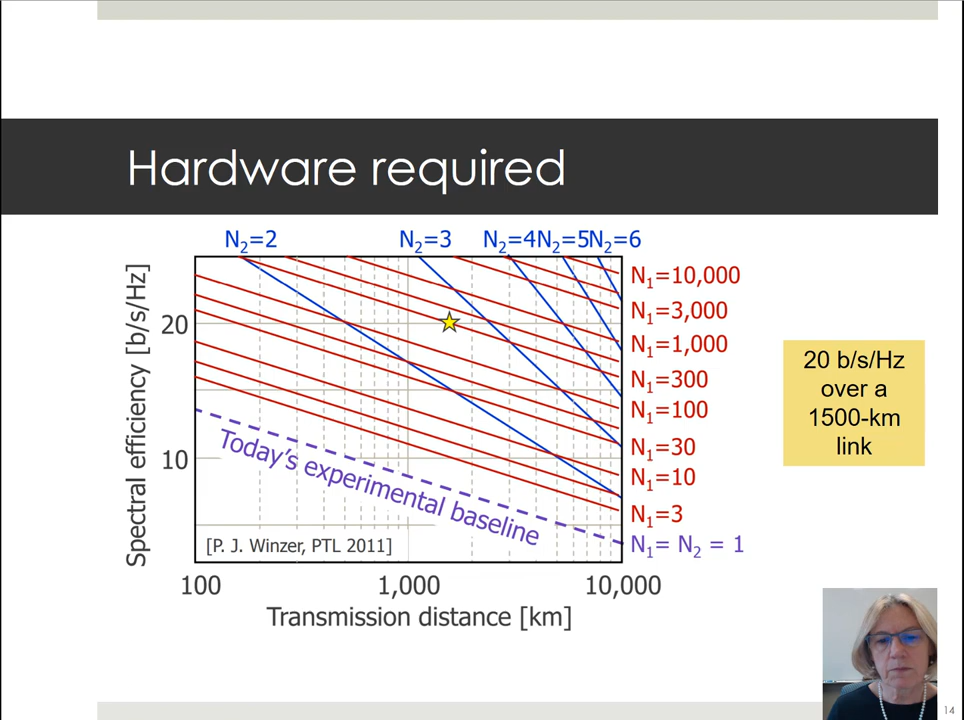 Hardware required
N₂=2
N₂=3
N₂=4
N₂=5
N₂=6
Spectral efficiency [b/s/Hz]
20
10
N₁=10,000
N₁=3,000
N₁=1,000
N₁=300
N₁=100
N₁=30
N₁=10
N₁=3
N₁= N₂ = 1
Today's experimental baseline
[P. J. Winzer, PTL 2011]
100
1,000
10,000
Transmission distance [km]
20 b/s/Hz
over a
1500-km
link
14